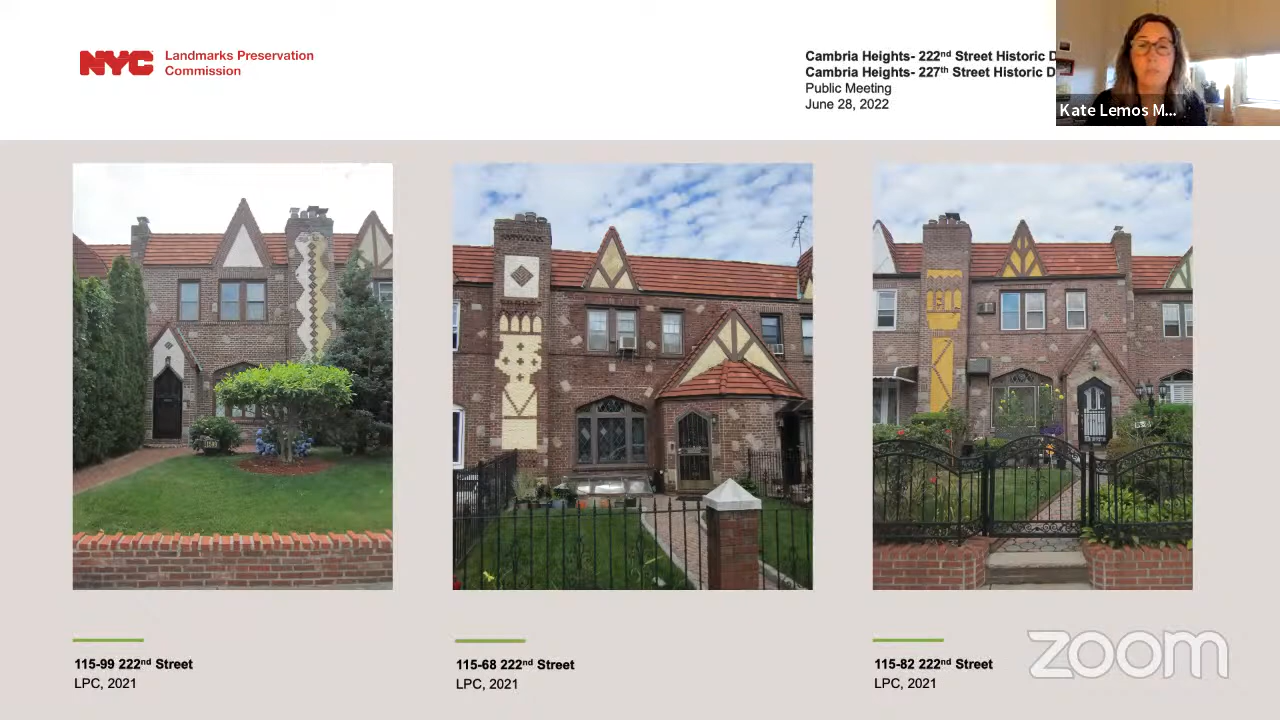 NYC Landmarks Preservation
Commission
Cambria Heights- 222nd Street Historic D
Cambria Heights- 227th Street Historic D
Public Meeting
June 28, 2022
Kate Lemos M...
115-99 222nd Street
LPC, 2021
115-68 222nd Street
LPC, 2021
115-82 222nd Street
LPC, 2021
zoom